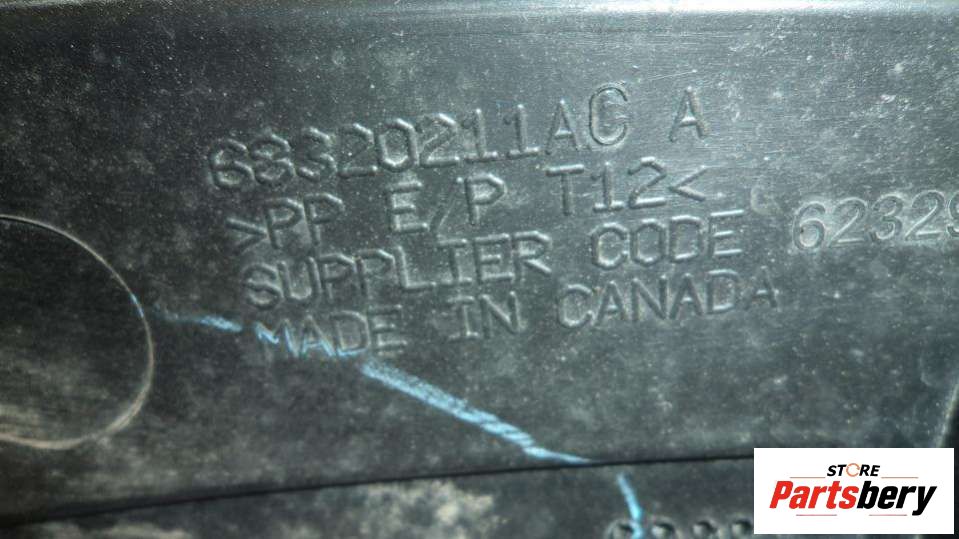 68320211AC A
>PP E/P T12<
SUPPLIER CODE 62329
MADE IN CANADA
STORE
Partsbery